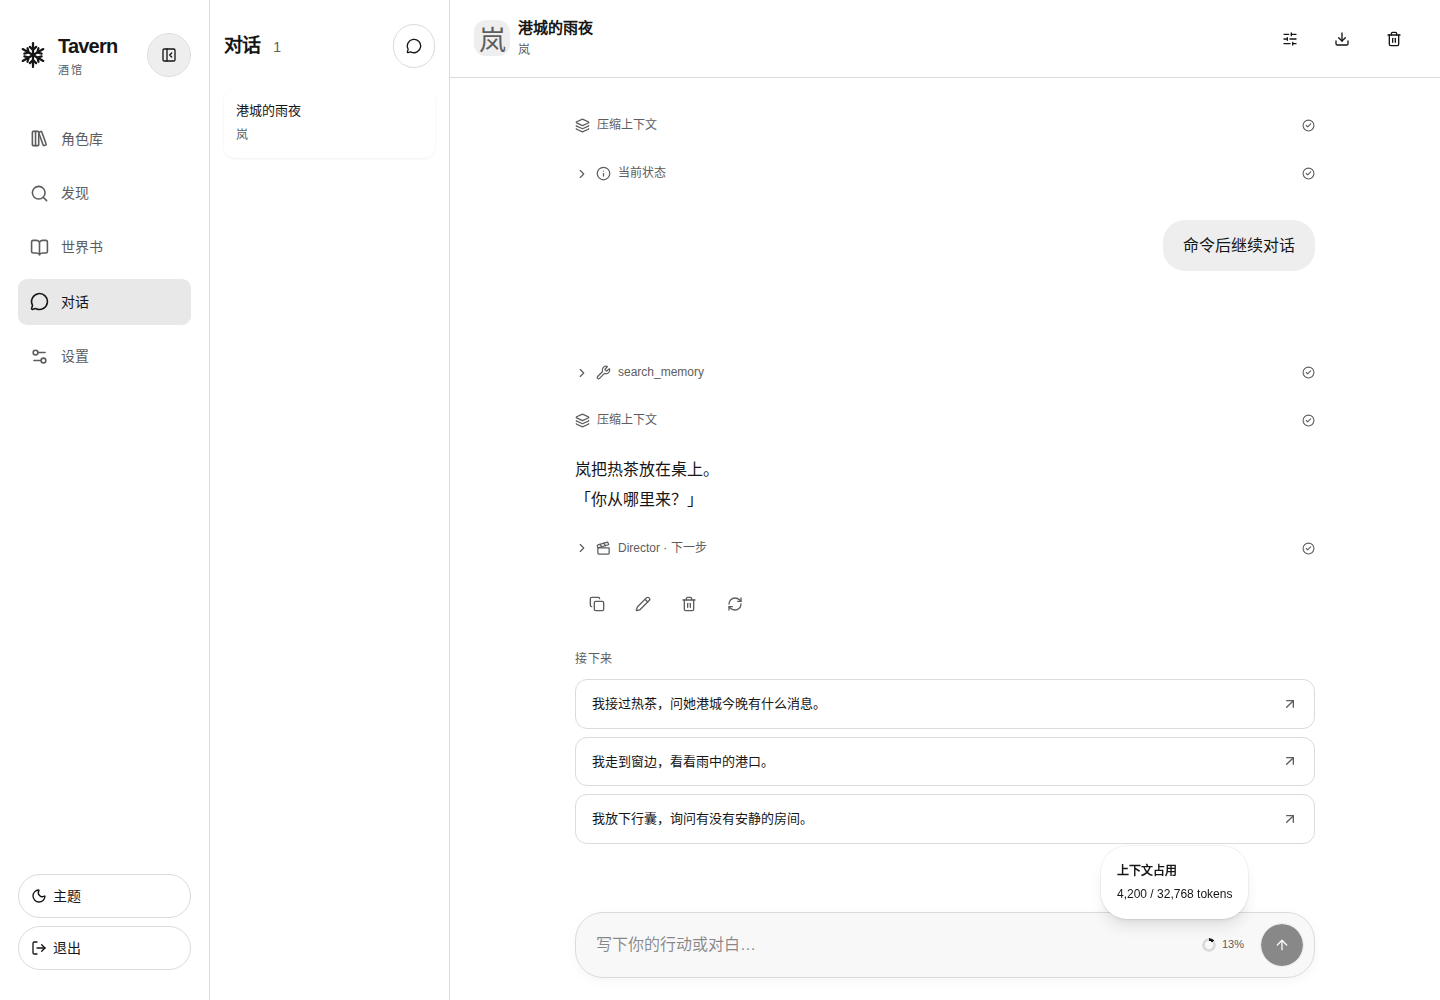 Tavern
酒馆
角色库
发现
世界书
对话
设置
主题
退出
对话 1
港城的雨夜
岚
岚
港城的雨夜
岚
压缩上下文
当前状态
命令后继续对话
search_memory
压缩上下文
岚把热茶放在桌上。
「你从哪里来？」
Director · 下一步
接下来
我接过热茶，问她港城今晚有什么消息。
我走到窗边，看看雨中的港口。
我放下行囊，询问有没有安静的房间。
上下文占用
4,200 / 32,768 tokens
写下你的行动或对白…
13%